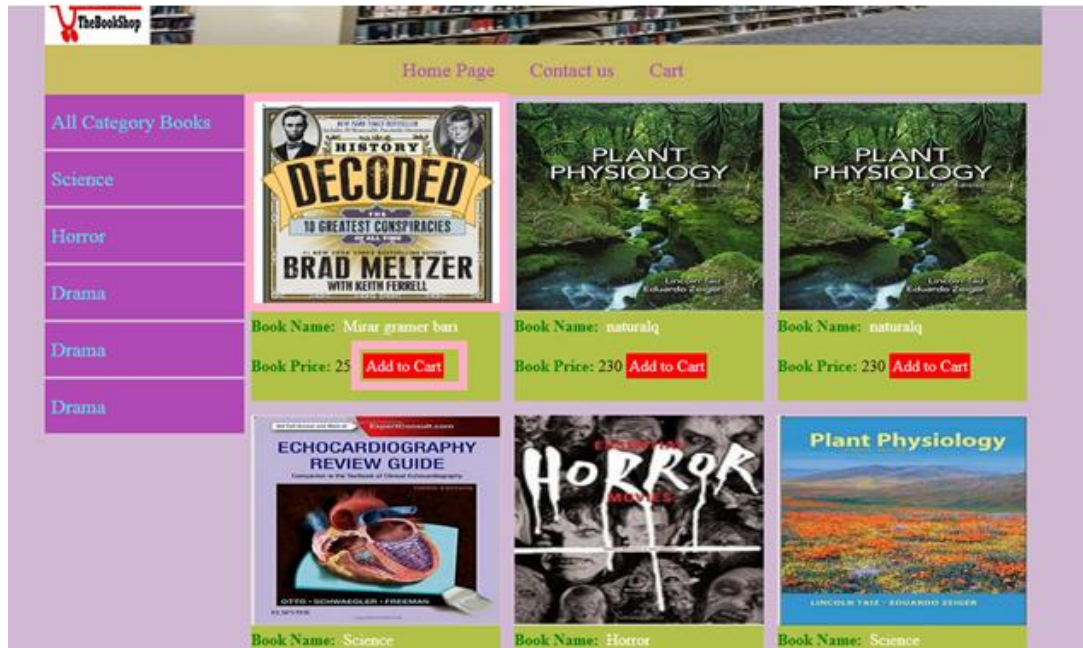 TheBookShop
Home Page Contact us Cart
All Category Books
Science
Horror
Drama
Drama
Drama
HISTORY
DECODED
THE
10 GREATEST CONSPIRACIES
OF ALL TIME
BRAD MELTZER
WITH KEITH FERRELL
Book Name: Mirar gramer bari
Book Price: 25 Add to Cart
PLANT
PHYSIOLOGY
Lincoln Taiz
Eduardo Zeiger
Book Name: naturalq
Book Price: 230 Add to Cart
PLANT
PHYSIOLOGY
Lincoln Taiz
Eduardo Zeiger
Book Name: naturalq
Book Price: 230 Add to Cart
ExpertConsult.com
ECHOCARDIOGRAPHY
REVIEW GUIDE
OTTO • SCHWAEGLER • FREEMAN
ELSEVIER
Book Name: Science
HORROR
MOVIES
Book Name: Horror
Plant Physiology
LINCOLN TAIZ • EDUARDO ZEIGER
Book Name: Science